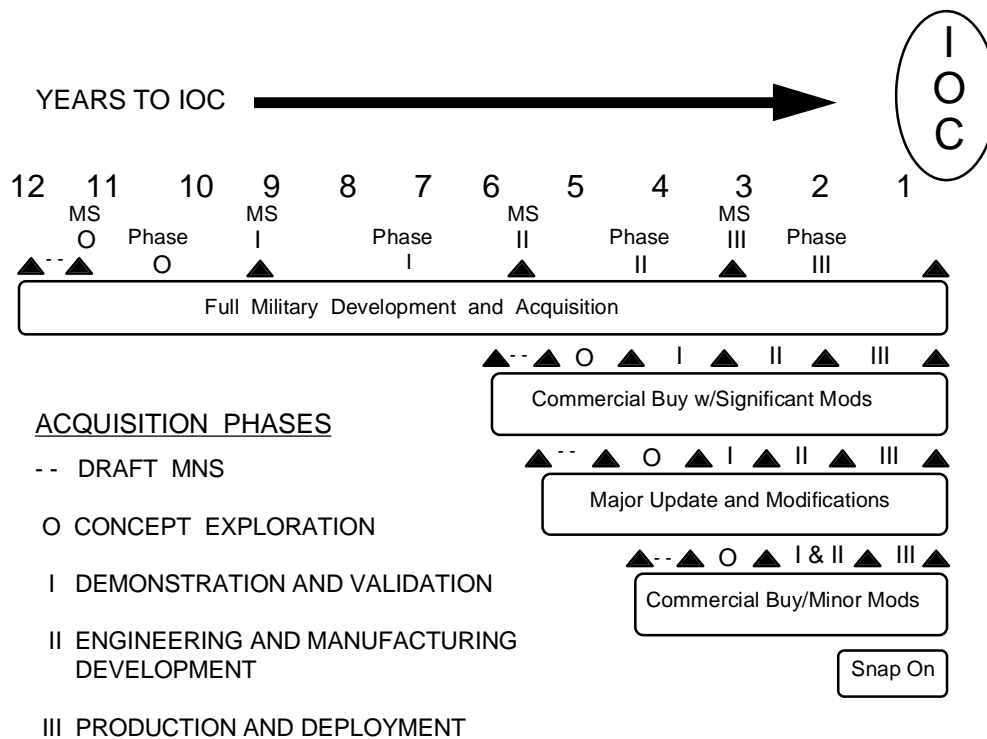 I
O
C
YEARS TO IOC
12 11 10 9 8 7 6 5 4 3 2 1
MS MS MS MS
O Phase I Phase II Phase III Phase
- - O I II III
Full Military Development and Acquisition
- - O I II III
Commercial Buy w/Significant Mods
ACQUISITION PHASES
- - O I II III
- - DRAFT MNS
Major Update and Modifications
O CONCEPT EXPLORATION
- - O I & II III
I DEMONSTRATION AND VALIDATION
Commercial Buy/Minor Mods
II ENGINEERING AND MANUFACTURING
DEVELOPMENT
Snap On
III PRODUCTION AND DEPLOYMENT